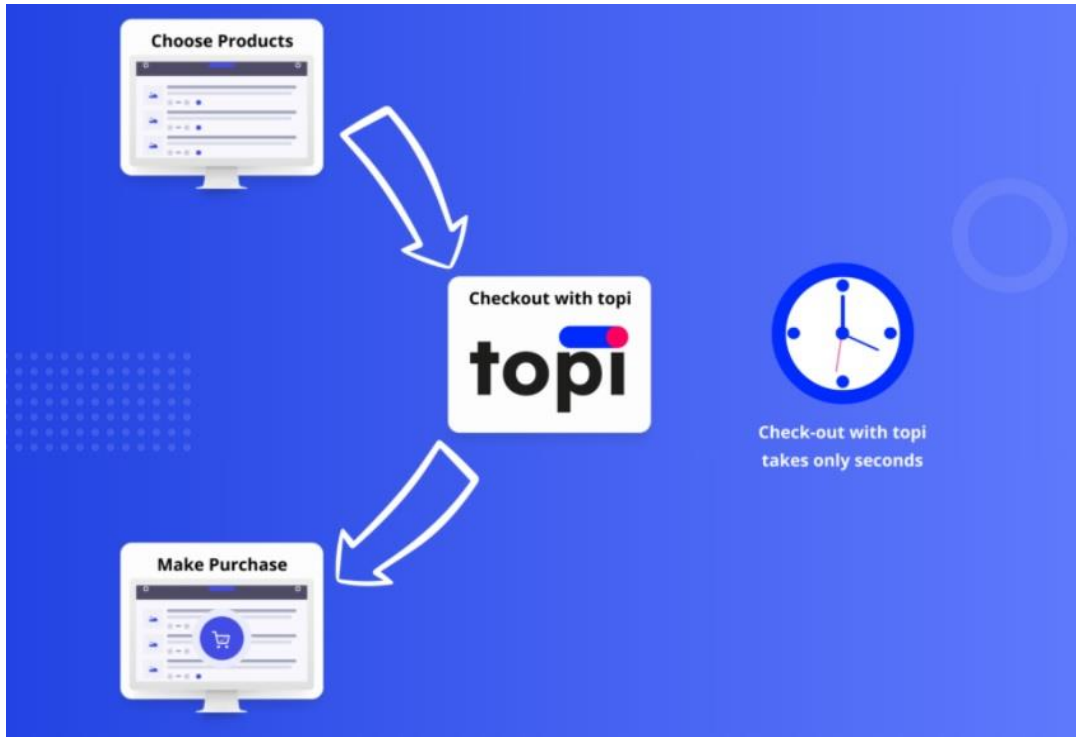 Choose Products
Checkout with topi
topi
Check-out with topi
takes only seconds
Make Purchase